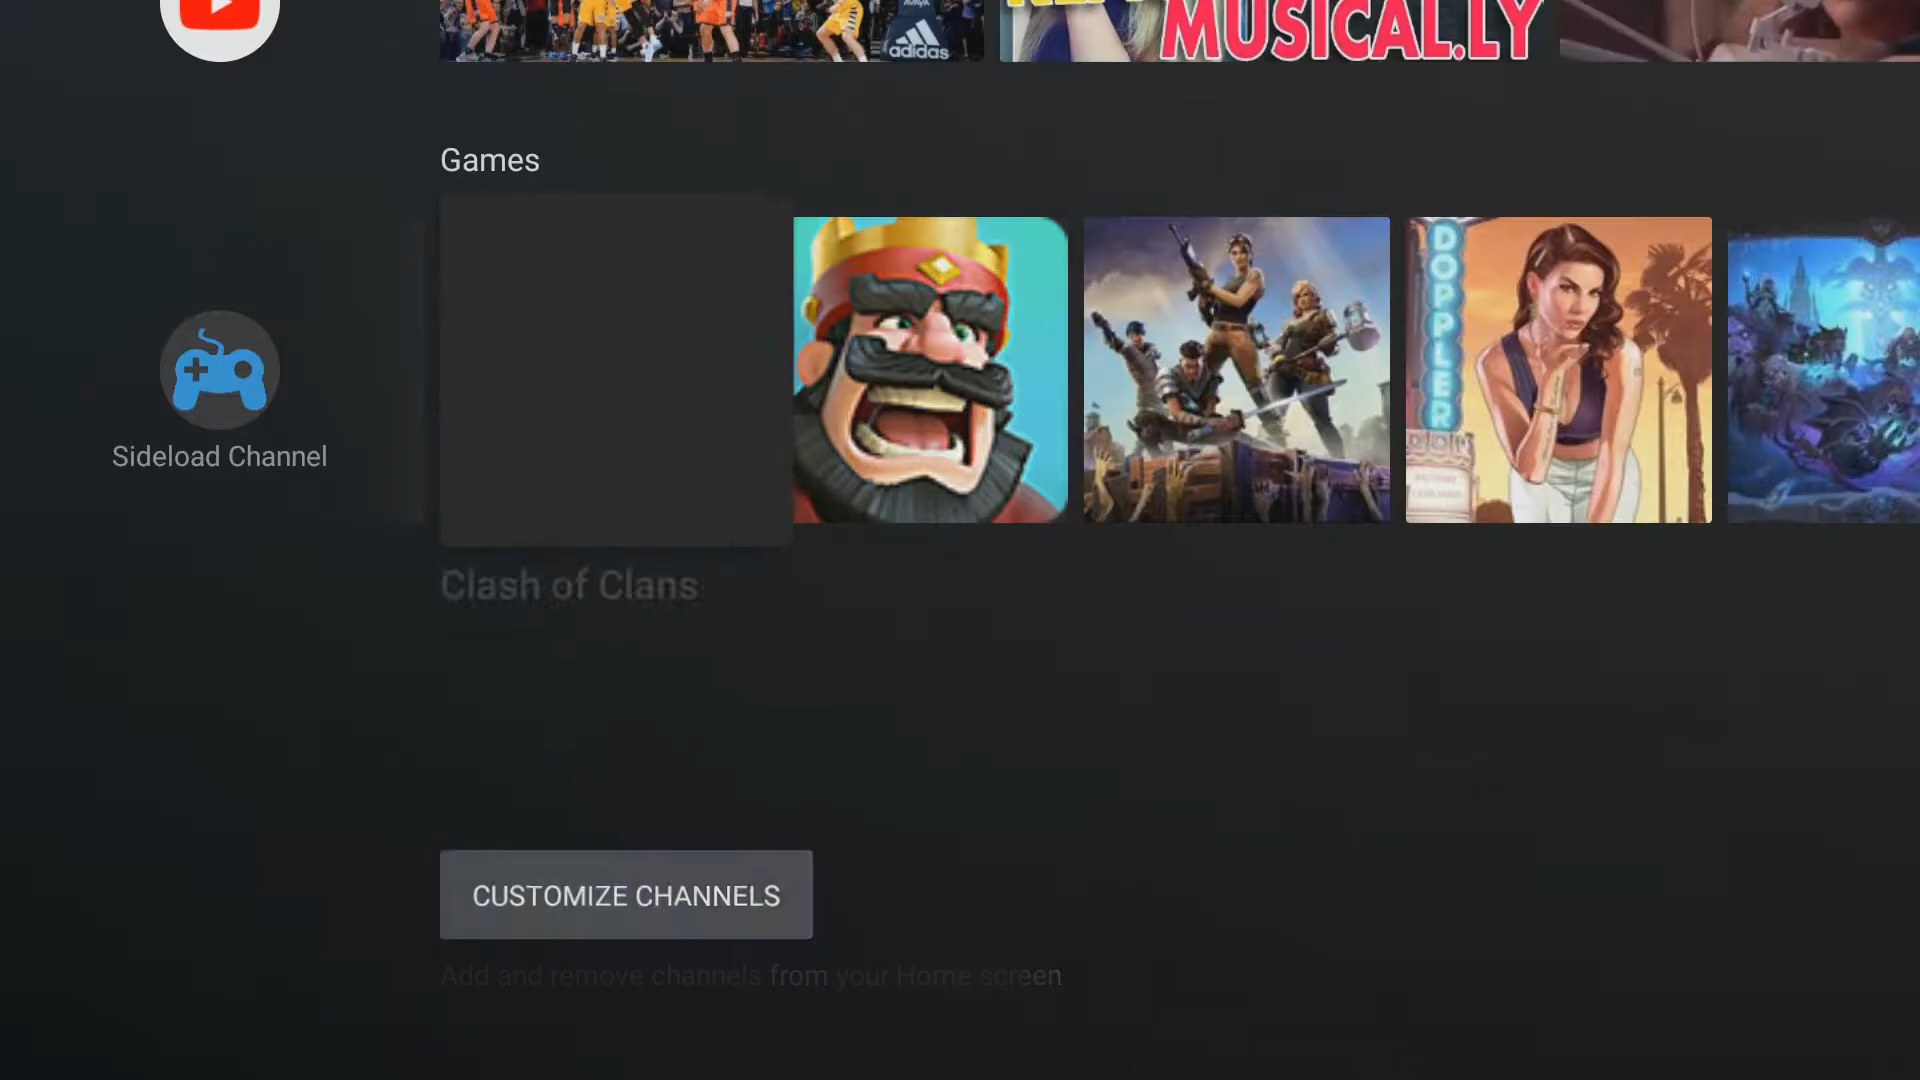 adidas
MUSICAL.LY
Games
DOPPLER
Sideload Channel
Clash of Clans
CUSTOMIZE CHANNELS
Add and remove channels from your Home screen